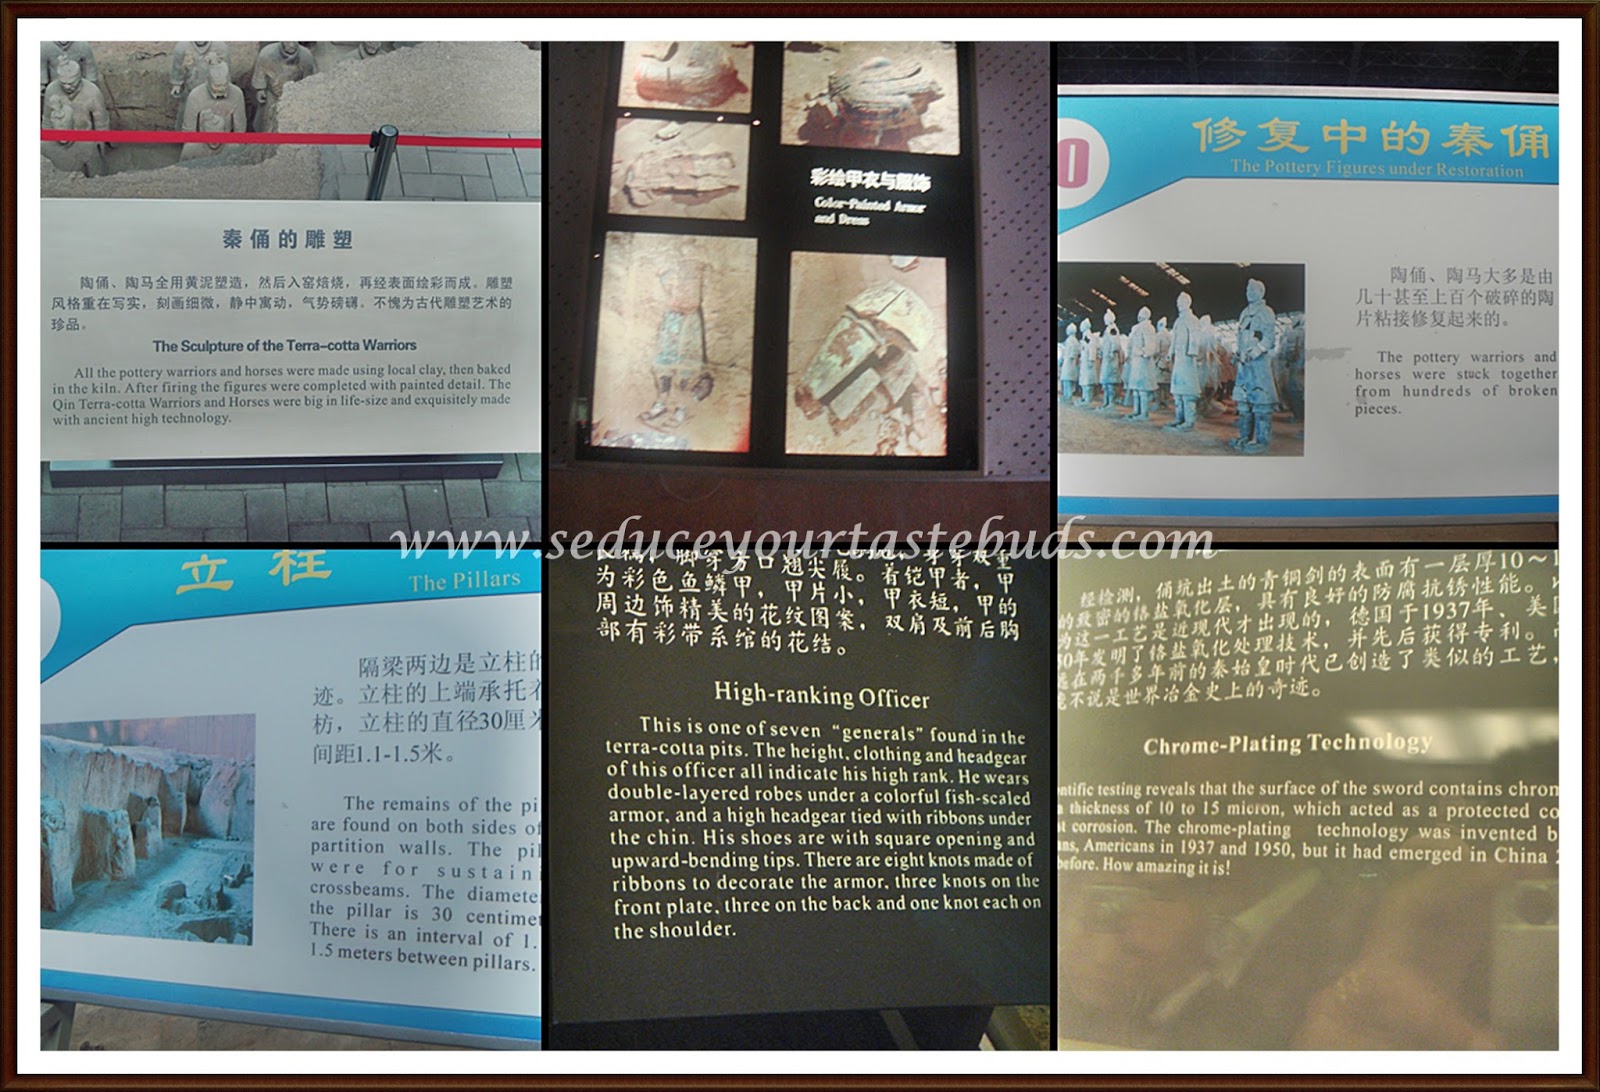 秦俑的雕塑
陶俑、陶马全用黄泥塑造，然后入窑焙烧，再经表面绘彩而成。雕塑
风格重在写实，刻画细微，静中寓动，气势磅礴。不愧为古代雕塑艺术的
珍品。
The Sculpture of the Terra-cotta Warriors
All the pottery warriors and horses were made using local clay, then baked
in the kiln. After firing the figures were completed with painted detail. The
Qin Terra-cotta Warriors and Horses were big in life-size and exquisitely made
with ancient high technology.
彩绘甲衣与服饰
Color-Painted Armor
and Dress
修复中的秦俑
The Pottery Figures under Restoration
陶俑、陶马大多是由
几十甚至上百个破碎的陶
片粘接修复起来的。
The pottery warriors and
horses were stuck together
from hundreds of broken
pieces.
www.seduceyourtastebuds.com
立柱
The Pillars
隔梁两边是立柱的
迹。立柱的上端承托着
枋，立柱的直径30厘米
间距1.1-1.5米。
The remains of the pi
are found on both sides of
partition walls. The pil
were for sustaini
crossbeams. The diamete
the pillar is 30 centimet
There is an interval of 1.
1.5 meters between pillars.
为彩色鱼鳞甲，甲片小，甲衣短，甲的
周边饰精美的花纹图案，双肩及前后胸
部有彩带系绾的花结。
High-ranking Officer
This is one of seven “generals” found in the
terra-cotta pits. The height, clothing and headgear
of this officer all indicate his high rank. He wears
double-layered robes under a colorful fish-scaled
armor, and a high headgear tied with ribbons under
the chin. His shoes are with square opening and
upward-bending tips. There are eight knots made of
ribbons to decorate the armor, three knots on the
front plate, three on the back and one knot each on
the shoulder.
经检测，俑坑出土的青铜剑的表面有一层厚10~1
的致密的铬盐氧化层，具有良好的防腐抗锈性能。
的这一工艺是近现代才出现的，德国于1937年、美国
50年发明了铬盐氧化处理技术，并先后获得专利。
在两千多年前的秦始皇时代已创造了类似的工艺，
不说是世界冶金史上的奇迹。
Chrome-Plating Technology
ntific testing reveals that the surface of the sword contains chrom
a thickness of 10 to 15 micron, which acted as a protected co
t corrosion. The chrome-plating technology was invented b
ans, Americans in 1937 and 1950, but it had emerged in China 2
before. How amazing it is!